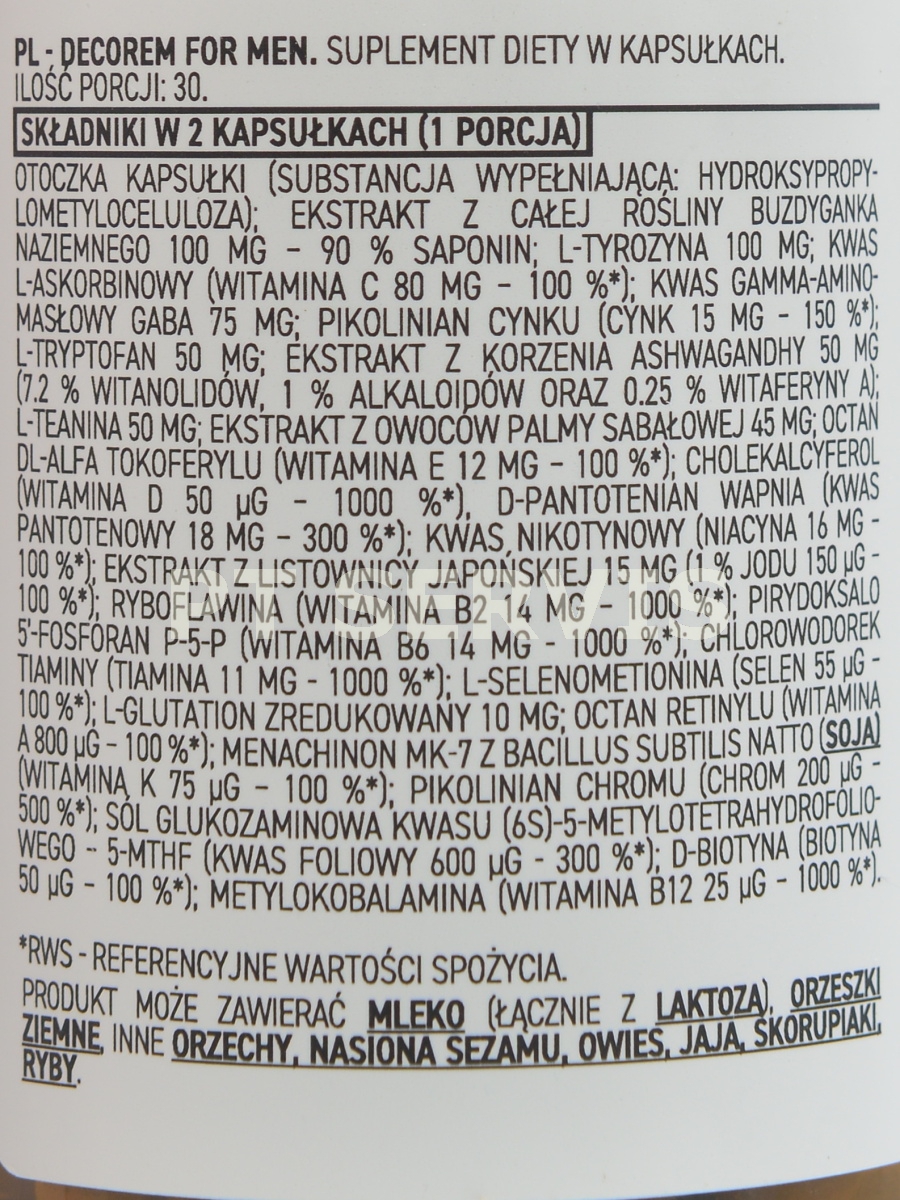 PL - DECOREM FOR MEN. SUPLEMENT DIETY W KAPSUŁKACH.
ILOŚĆ PORCJI: 30.
SKŁADNIKI W 2 KAPSUŁKACH (1 PORCJA)
OTOCZKA KAPSUŁKI (SUBSTANCJA WYPEŁNIAJĄCA: HYDROKSYPROPY-
LOMETYLOCELULOZA); EKSTRAKT Z CAŁEJ ROŚLINY BUZDYGANKA
NAZIEMNEGO 100 MG – 90 % SAPONIN; L-TYROZYNA 100 MG; KWAS
L-ASKORBINOWY (WITAMINA C 80 MG – 100 %*); KWAS GAMMA-AMINO-
MASŁOWY GABA 75 MG; PIKOLINIAN CYNKU (CYNK 15 MG – 150 %*);
L-TRYPTOFAN 50 MG; EKSTRAKT Z KORZENIA ASHWAGANDHY 50 MG
(7.2 % WITANOLIDÓW, 1 % ALKALOIDÓW ORAZ 0.25 % WITAFERYNY A);
L-TEANINA 50 MG; EKSTRAKT Z OWOCÓW PALMY SABAŁOWEJ 45 MG; OCTAN
DL-ALFA TOKOFERYLU (WITAMINA E 12 MG – 100 %*); CHOLEKALCYFEROL
(WITAMINA D 50 µG – 1000 %*), D-PANTOTENIAN WAPNIA (KWAS
PANTOTENOWY 18 MG – 300 %*); KWAS NIKOTYNOWY (NIACYNA 16 MG –
100 %*); EKSTRAKT Z LISTOWNICY JAPOŃSKIEJ 15 MG (1 % JODU 150 µG –
100 %*); RYBOFLAWINA (WITAMINA B2 14 MG – 1000 %*); PIRYDOKSALO
5'-FOSFORAN P-5-P (WITAMINA B6 14 MG – 1000 %*); CHLOROWODOREK
TIAMINY (TIAMINA 11 MG - 1000 %*); L-SELENOMETIONINA (SELEN 55 µG –
100 %*); L-GLUTATION ZREDUKOWANY 10 MG; OCTAN RETINYLU (WITAMINA
A 800 µG – 100 %*); MENACHINON MK-7 Z BACILLUS SUBTILIS NATTO (SOJA)
(WITAMINA K 75 µG – 100 %*); PIKOLINIAN CHROMU (CHROM 200 µG –
500 %*); SÓL GLUKOZAMINOWA KWASU (6S)-5-METYLOTETRAHYDROFOLIO-
WEGO – 5-MTHF (KWAS FOLIOWY 600 µG - 300 %*); D-BIOTYNA (BIOTYNA
50 µG – 100 %*); METYLOKOBALAMINA (WITAMINA B12 25 µG – 1000 %*).
*RWS - REFERENCYJNE WARTOŚCI SPOŻYCIA.
PRODUKT MOŻE ZAWIERAĆ MLEKO (ŁĄCZNIE Z LAKTOZĄ), ORZESZKI
ZIEMNE, INNE ORZECHY, NASIONA SEZAMU, OWIES, JAJA, SKORUPIAKI,
RYBY.
PT SERVIS